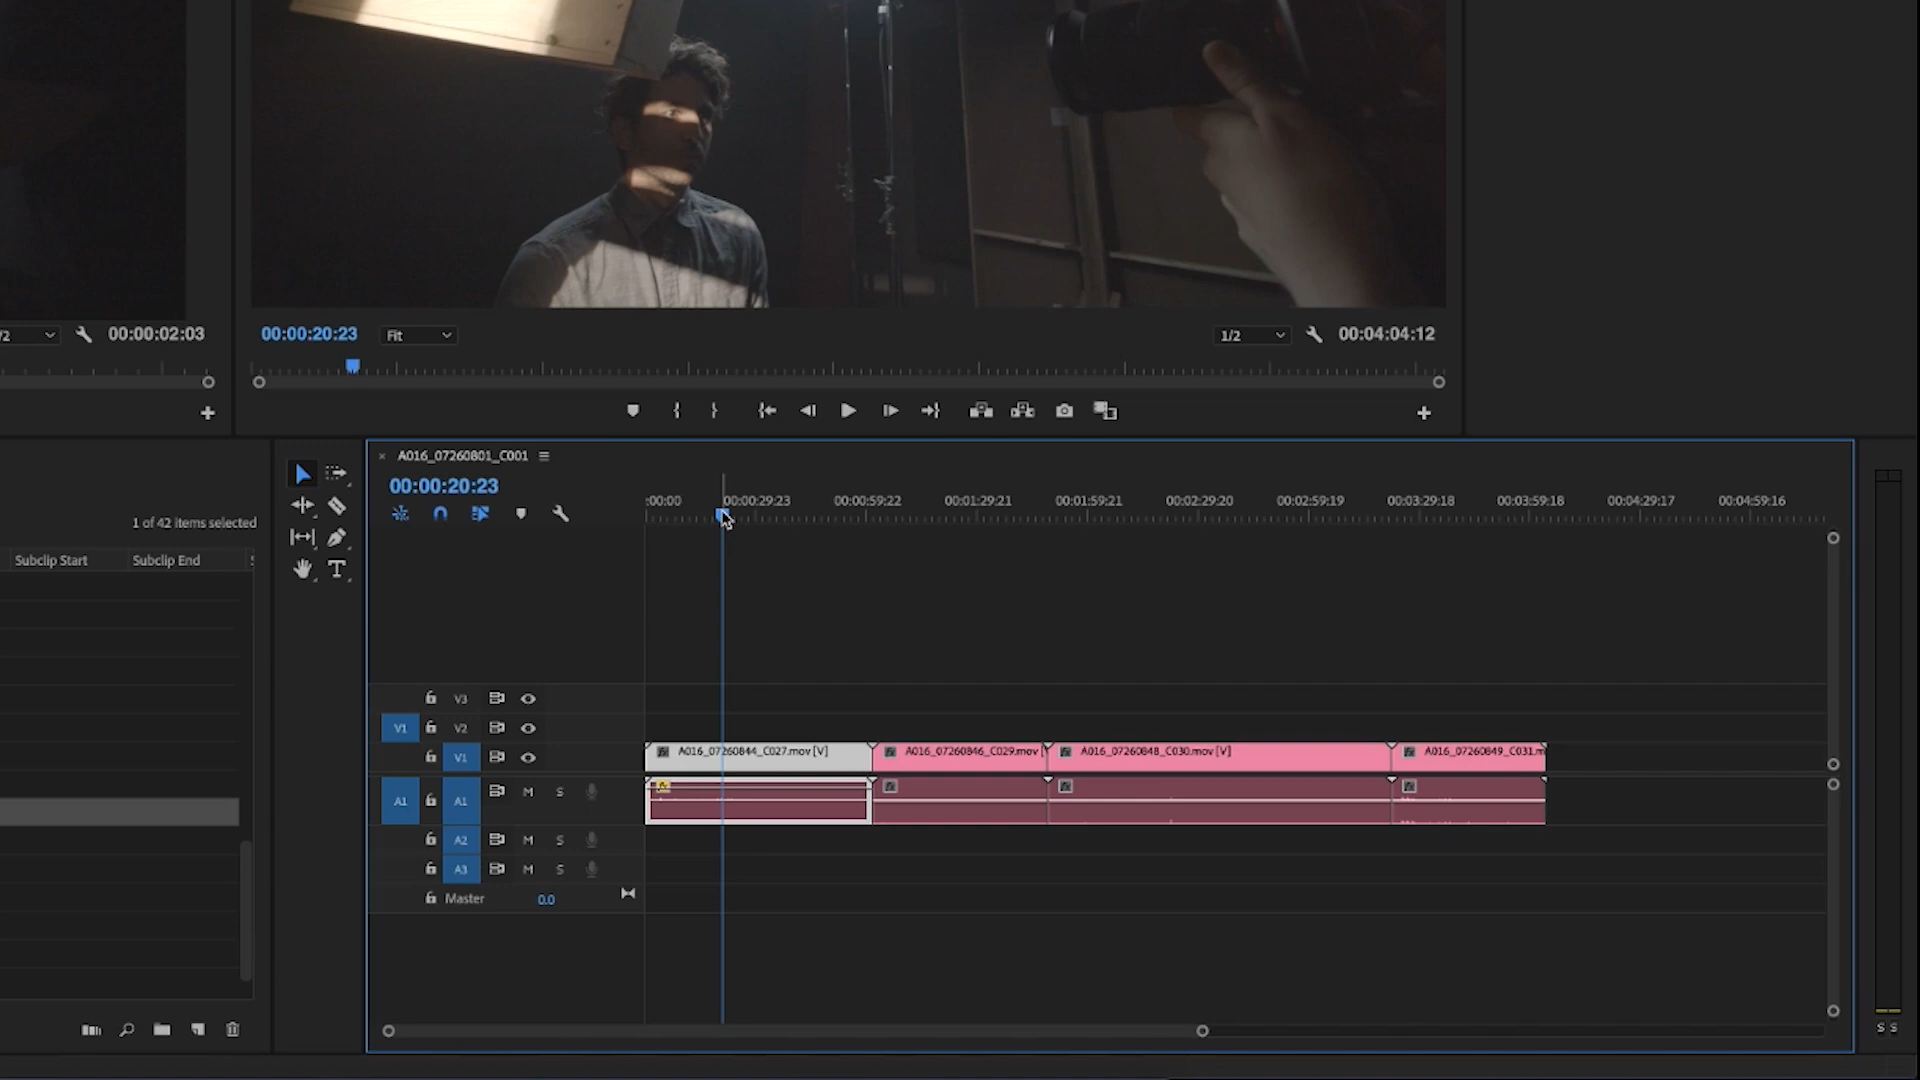 /2
00:00:02:03
00:00:20:23
Fit
1/2
00:04:04:12
× A016_07260801_C001
00:00:20:23
:00:00
00:00:29:23
00:00:59:22
00:01:29:21
00:01:59:21
00:02:29:20
00:02:59:19
00:03:29:18
00:03:59:18
00:04:29:17
00:04:59:16
1 of 42 items selected
Subclip Start
Subclip End
T
V3
V1
V2
V1
A016_07260844_C027.mov [V]
A016_07260846_C029.mov [
A016_07260848_C030.mov [V]
A016_07260849_C031.m
fx
A1
A1
M
S
A2
M
S
A3
M
S
Master
0.0
S S